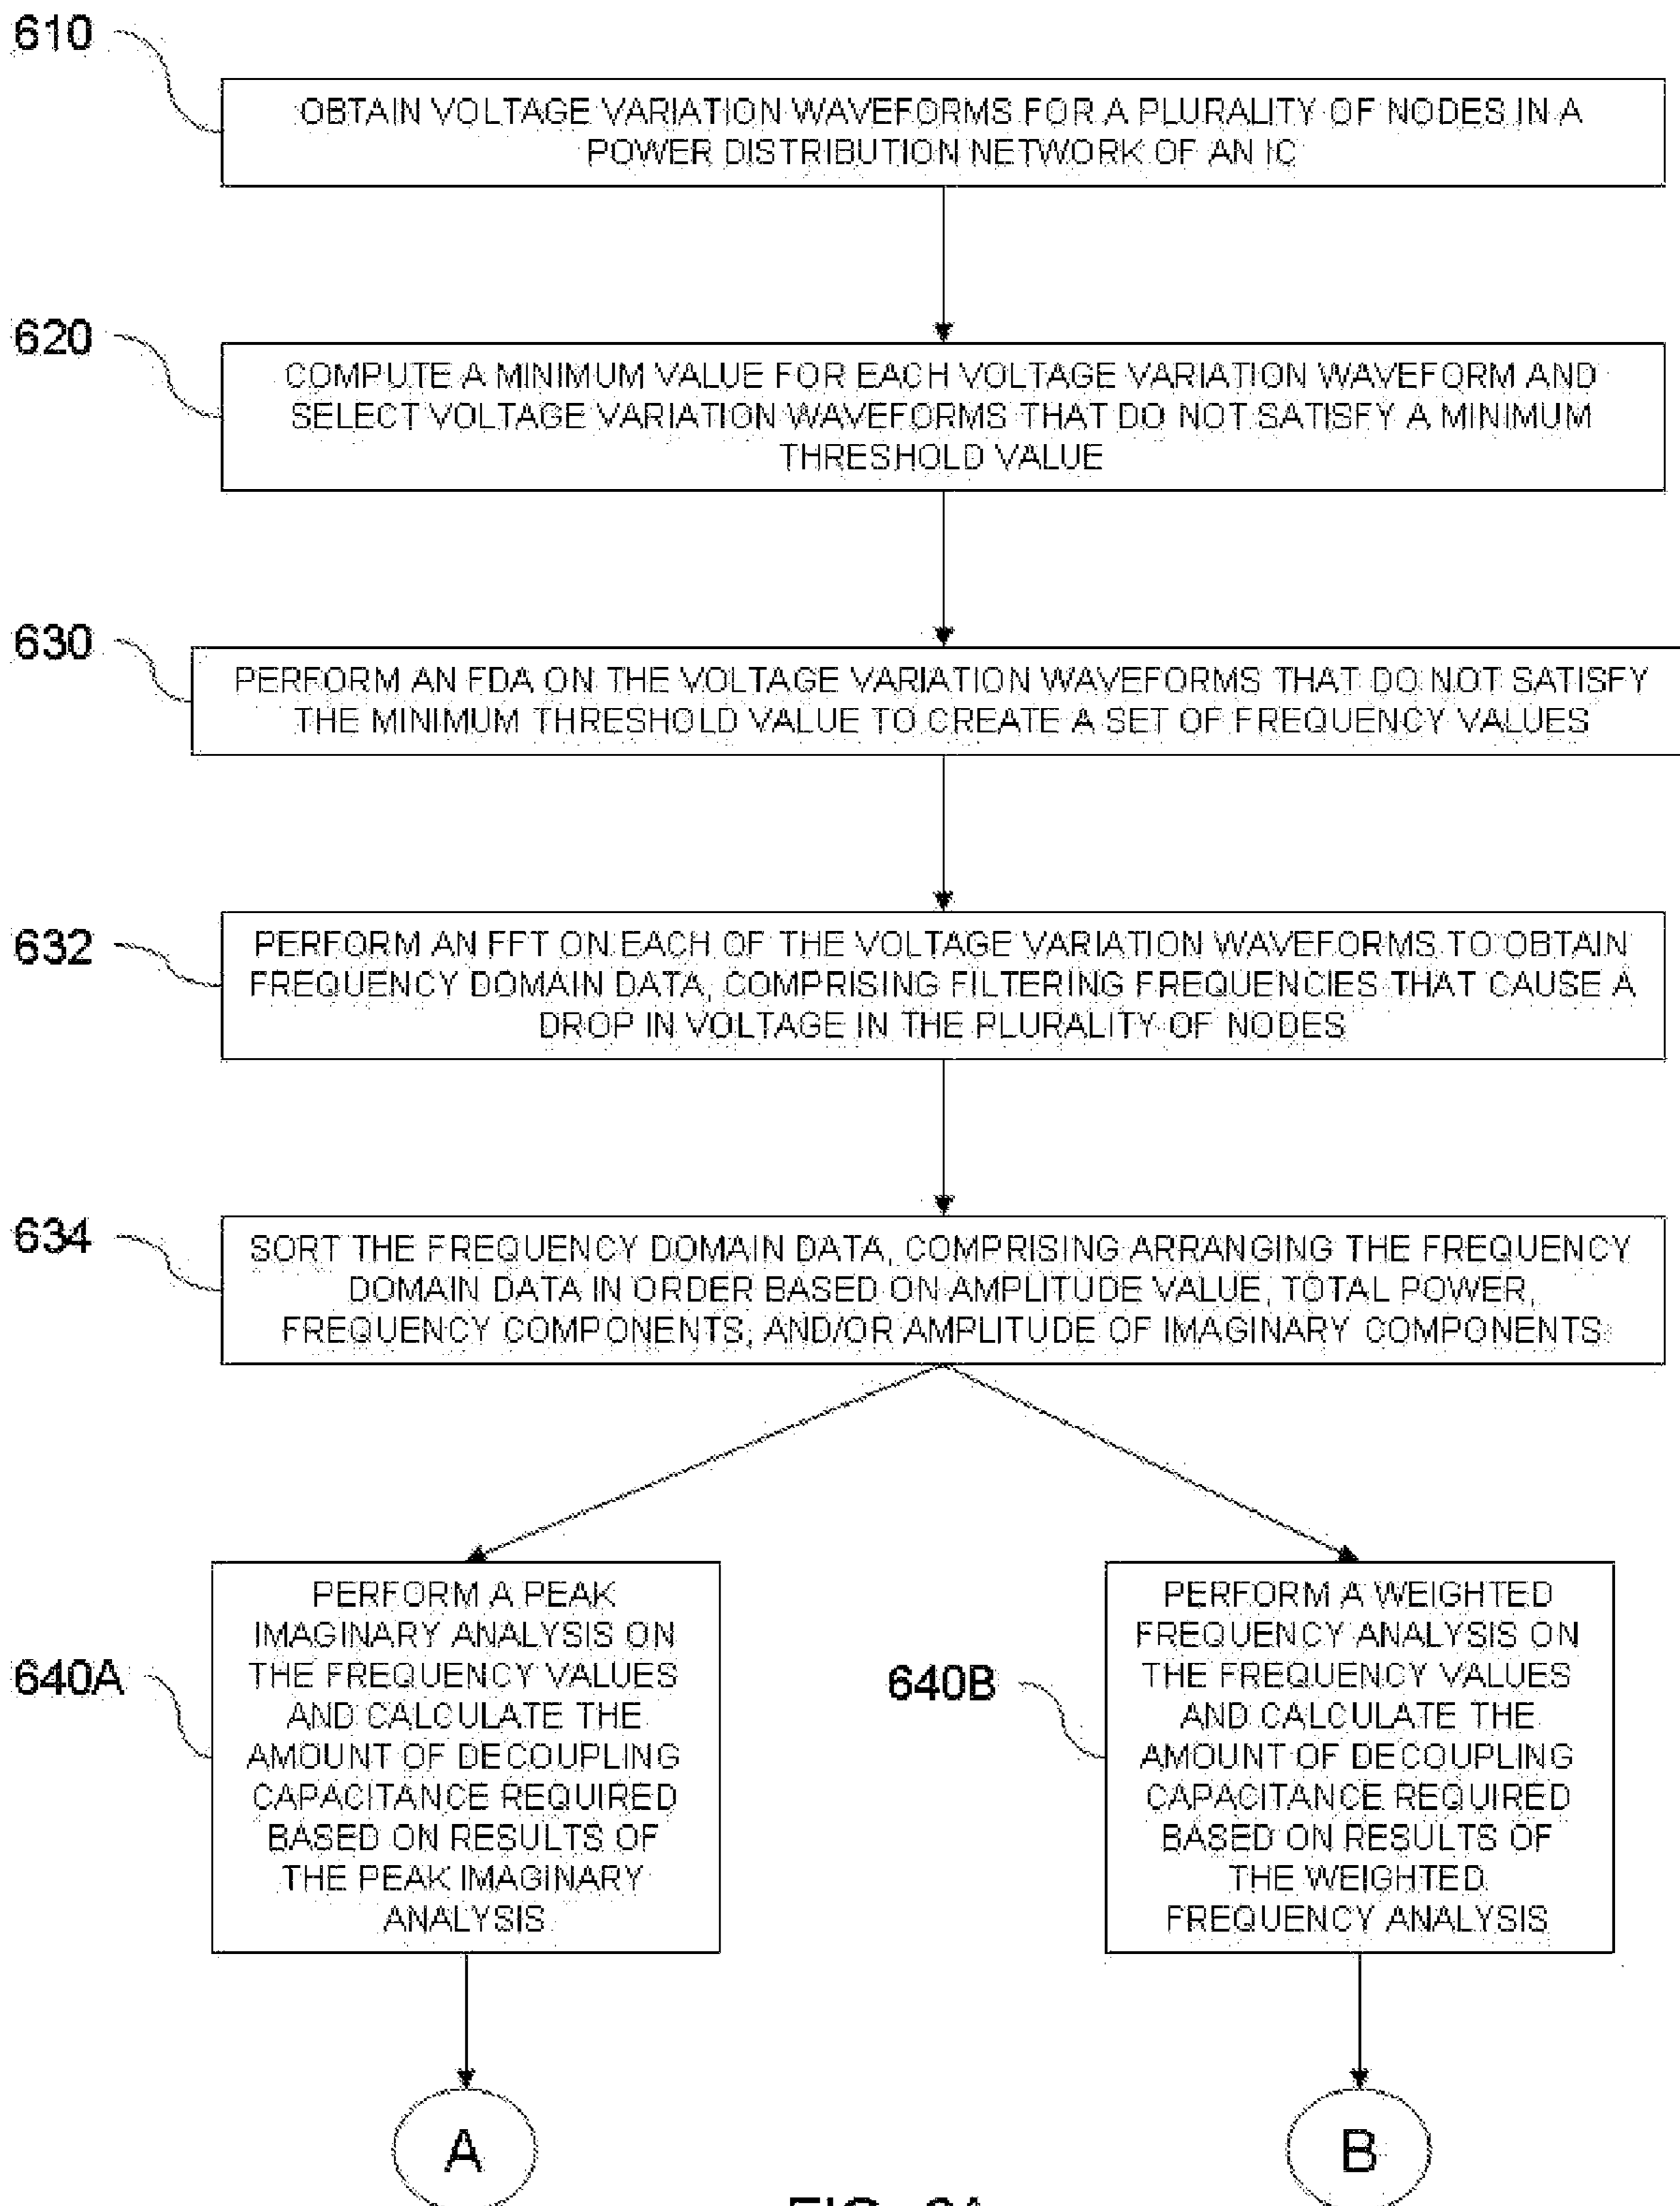 610
OBTAIN VOLTAGE VARIATION WAVEFORMS FOR A PLURALITY OF NODES IN A
POWER DISTRIBUTION NETWORK OF AN IC
620
COMPUTE A MINIMUM VALUE FOR EACH VOLTAGE VARIATION WAVEFORM AND
SELECT VOLTAGE VARIATION WAVEFORMS THAT DO NOT SATISFY A MINIMUM
THRESHOLD VALUE
630
PERFORM AN FDA ON THE VOLTAGE VARIATION WAVEFORMS THAT DO NOT SATISFY
THE MINIMUM THRESHOLD VALUE TO CREATE A SET OF FREQUENCY VALUES
632
PERFORM AN FFT ON EACH OF THE VOLTAGE VARIATION WAVEFORMS TO OBTAIN
FREQUENCY DOMAIN DATA, COMPRISING FILTERING FREQUENCIES THAT CAUSE A
DROP IN VOLTAGE IN THE PLURALITY OF NODES
634
SORT THE FREQUENCY DOMAIN DATA, COMPRISING ARRANGING THE FREQUENCY
DOMAIN DATA IN ORDER BASED ON AMPLITUDE VALUE, TOTAL POWER,
FREQUENCY COMPONENTS, AND/OR AMPLITUDE OF IMAGINARY COMPONENTS
640A
PERFORM A PEAK
IMAGINARY ANALYSIS ON
THE FREQUENCY VALUES
AND CALCULATE THE
AMOUNT OF DECOUPLING
CAPACITANCE REQUIRED
BASED ON RESULTS OF
THE PEAK IMAGINARY
ANALYSIS
640B
PERFORM A WEIGHTED
FREQUENCY ANALYSIS ON
THE FREQUENCY VALUES
AND CALCULATE THE
AMOUNT OF DECOUPLING
CAPACITANCE REQUIRED
BASED ON RESULTS OF
THE WEIGHTED
FREQUENCY ANALYSIS
A
B